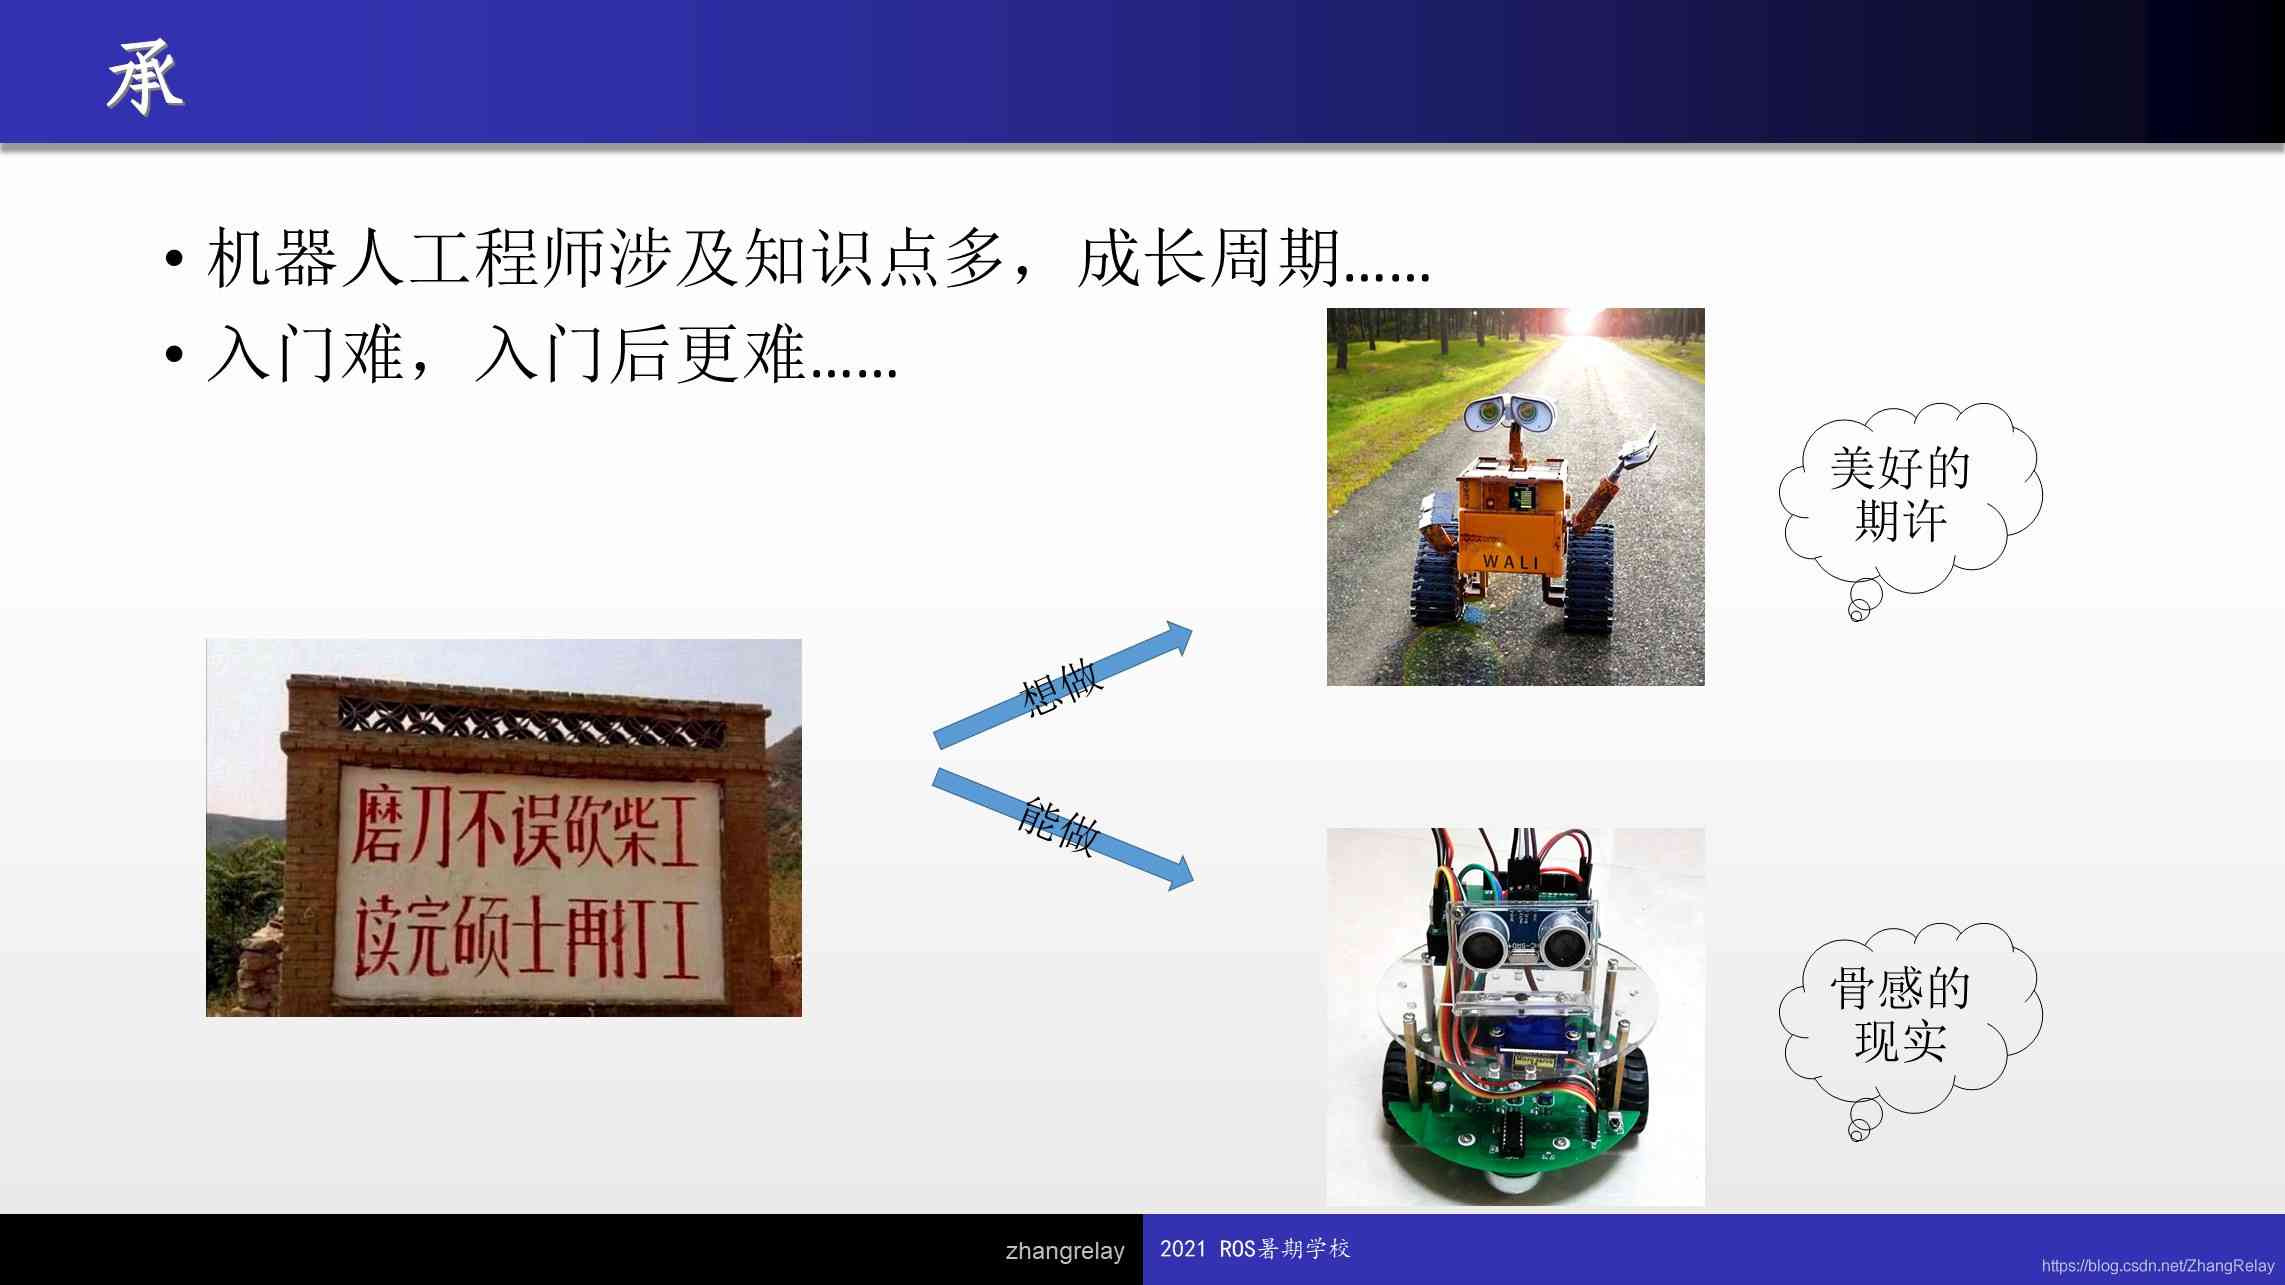 承
• 机器人工程师涉及知识点多，成长周期……
• 入门难，入门后更难……
WALI
美好的
期许
想做
磨刀不误砍柴工
读完硕士再打工
能做
骨感的
现实
zhangrelay
2021 ROS暑期学校
https://blog.csdn.net/ZhangRelay